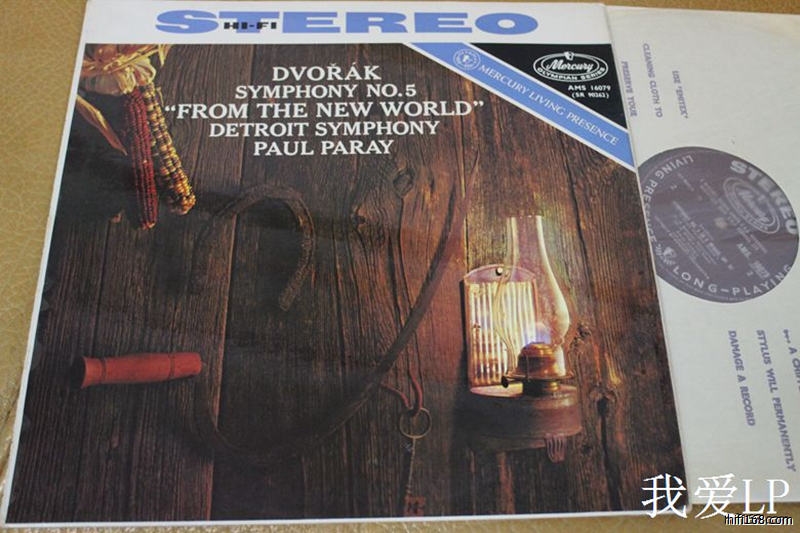 STEREO
HI-FI
DVOŘÁK
SYMPHONY NO. 5
"FROM THE NEW WORLD"
DETROIT SYMPHONY
PAUL PARAY
MERCURY LIVING PRESENCE
Mercury
OLYMPIAN SERIES
AMS 16079
(SR 90262)
USE "EMITEX"
CLEANING CLOTH TO
PRESERVE YOUR
STEREO
Mercury
LIVING PRESENCE
LONG-PLAYING
STYLUS WILL PERMANENTLY
DAMAGE A RECORD
我爱LP
hifi168.com